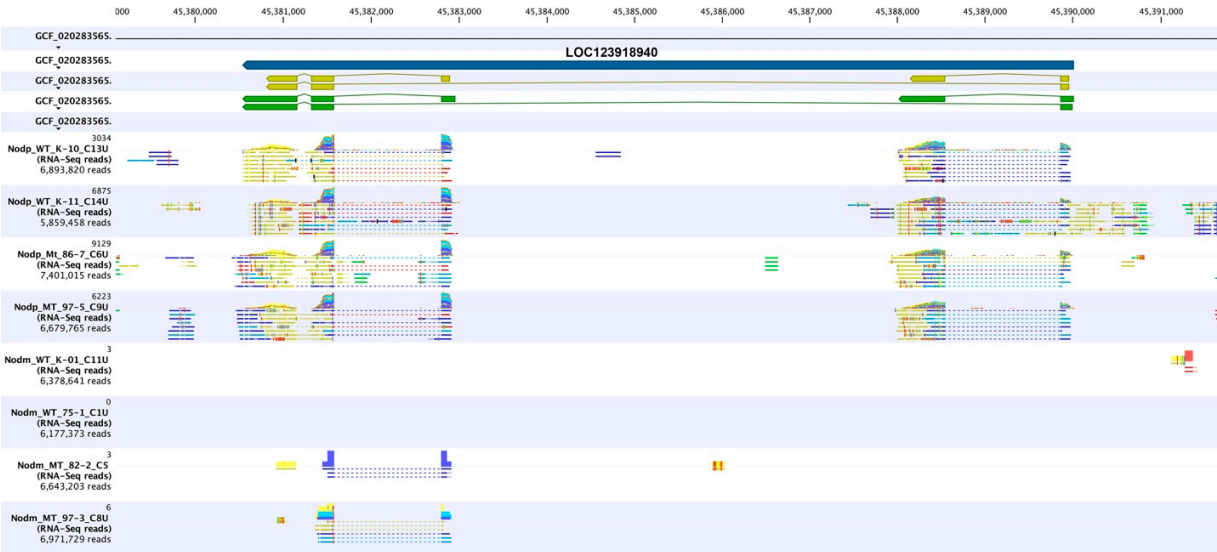 000 45,380,000 45,381,000 45,382,000 45,383,000 45,384,000 45,385,000 45,386,000 45,387,000 45,388,000 45,389,000 45,390,000 45,391,000
GCF_020283565.
LOC123918940
GCF_020283565.
GCF_020283565.
GCF_020283565.
GCF_020283565.
3034
Nodp_WT_K-10_C13U
(RNA-Seq reads)
6,893,820 reads
6875
Nodp_WT_K-11_C14U
(RNA-Seq reads)
5,859,458 reads
9129
Nodp_Mt_86-7_C6U
(RNA-Seq reads)
7,401,015 reads
6223
Nodp_MT_97-5_C9U
(RNA-Seq reads)
6,679,765 reads
3
Nodm_WT_K-01_C11U
(RNA-Seq reads)
6,378,641 reads
0
Nodm_WT_75-1_C1U
(RNA-Seq reads)
6,177,373 reads
3
Nodm_MT_82-2_C5
(RNA-Seq reads)
6,643,203 reads
6
Nodm_MT_97-3_C8U
(RNA-Seq reads)
6,971,729 reads